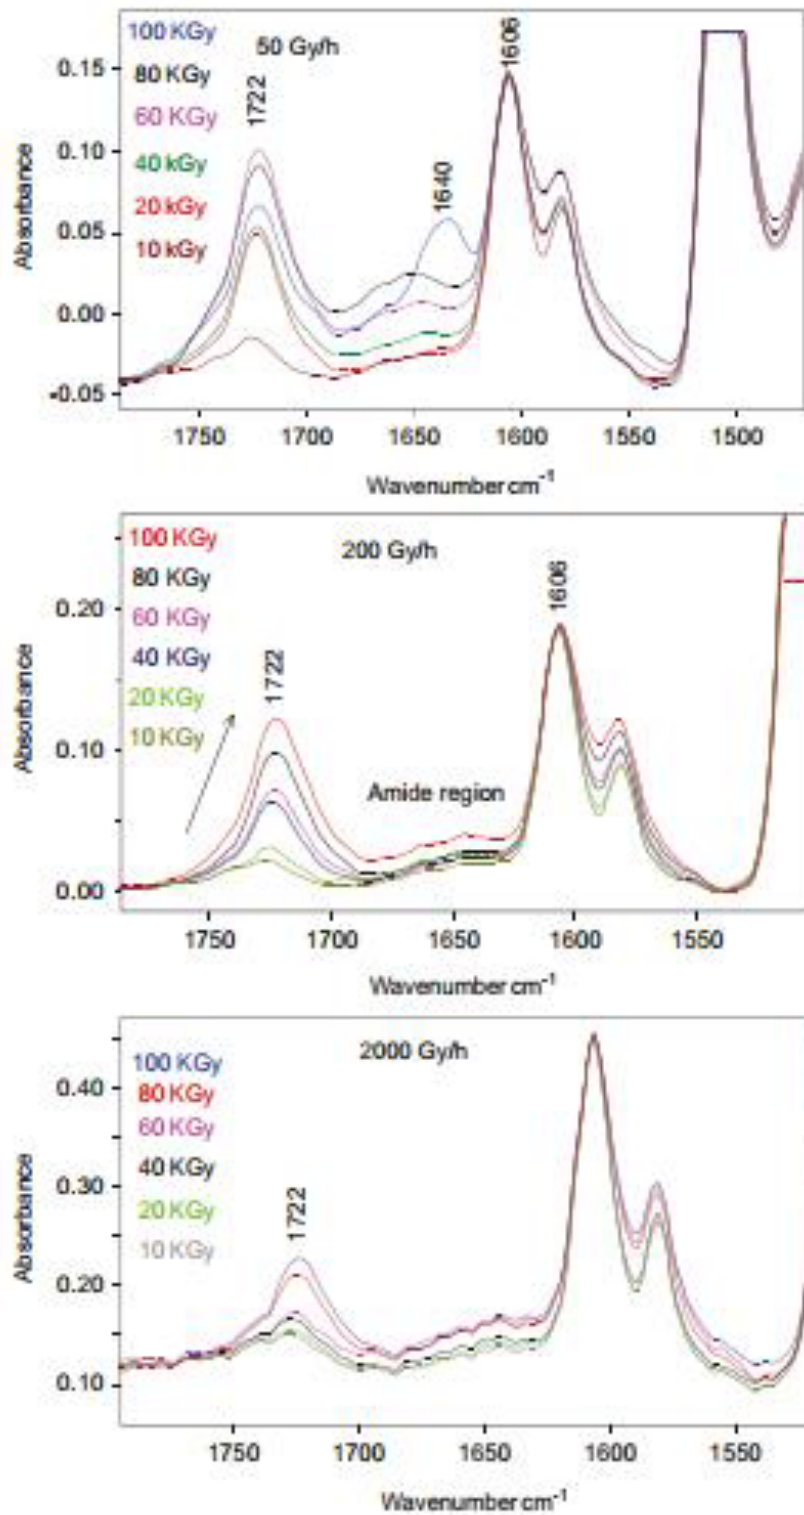 100 KGy
50 Gy/h
80 KGy
60 KGy
40 kGy
20 kGy
10 kGy
1722
1640
1606
Absorbance
0.15
0.10
0.05
0.00
-0.05
1750 1700 1650 1600 1550 1500
Wavenumber cm-1
100 KGy
200 Gy/h
80 KGy
60 KGy
40 KGy
20 KGy
10 KGy
1722
1606
Amide region
Absorbance
0.20
0.10
0.00
1750 1700 1650 1600 1550
Wavenumber cm-1
100 KGy
2000 Gy/h
80 KGy
60 KGy
40 KGy
20 KGy
10 KGy
1722
Absorbance
0.40
0.30
0.20
0.10
1750 1700 1650 1600 1550
Wavenumber cm-1